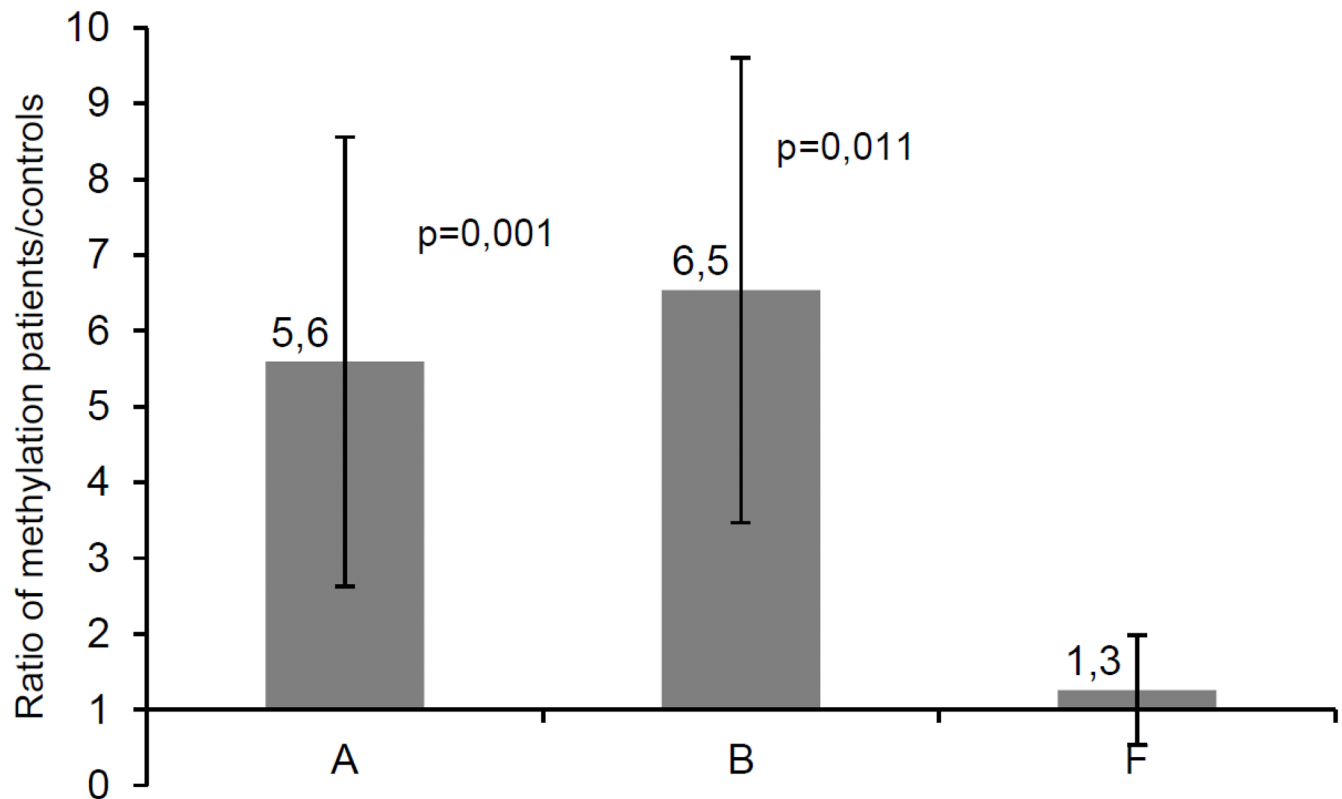 Ratio of methylation patients/controls
10
9
8
7
6
5
4
3
2
1
0
5,6
p=0,001
6,5
p=0,011
1,3
A
B
F